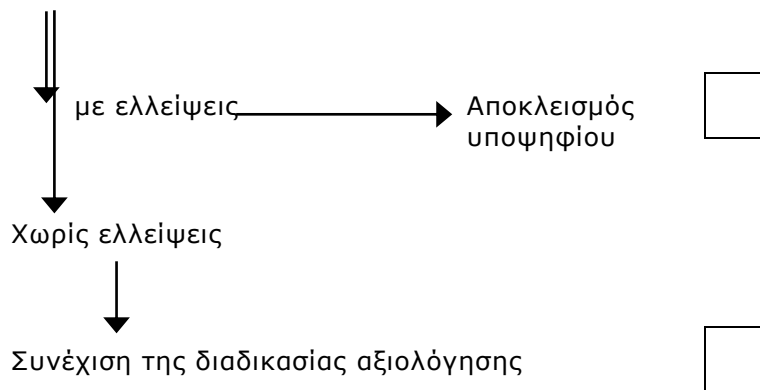 με ελλείψεις
Αποκλεισμός
υποψηφίου
Χωρίς ελλείψεις
Συνέχιση της διαδικασίας αξιολόγησης